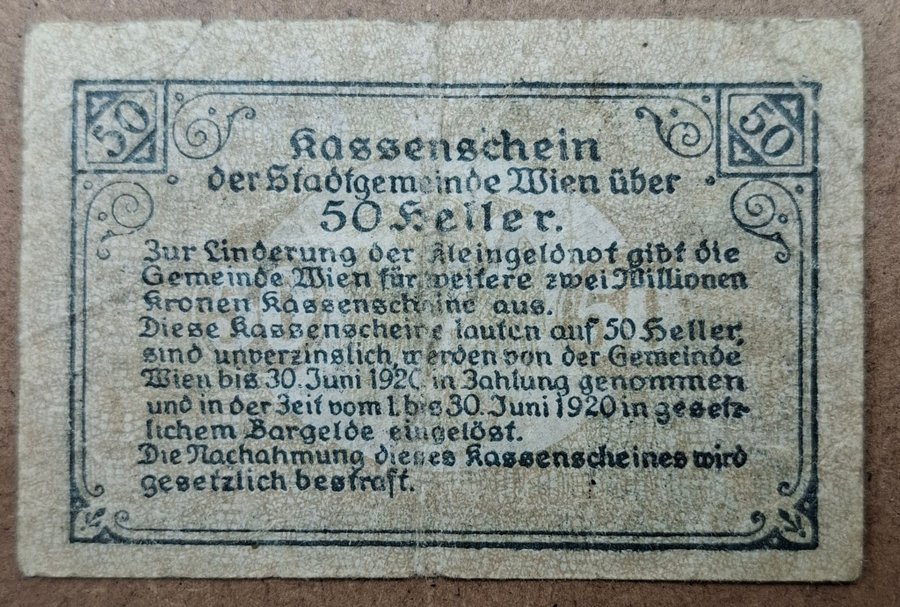 50 50
Kassenschein
der Stadtgemeinde Wien über
50 Heller.
Zur Linderung der Kleingeldnot gibt die
Gemeinde Wien für weitere zwei Millionen
Kronen Kassenscheine aus.
Diese Kassenscheine lauten auf 50 Heller,
sind unverzinslich, werden von der Gemeinde
Wien bis 30. Juni 1920 in Zahlung genommen
und in der Zeit vom 1. bis 30. Juni 1920 in gesetz-
lichem Bargelde eingelöst.
Die Nachahmung dieses Kassenscheines wird
gesetzlich bestraft.